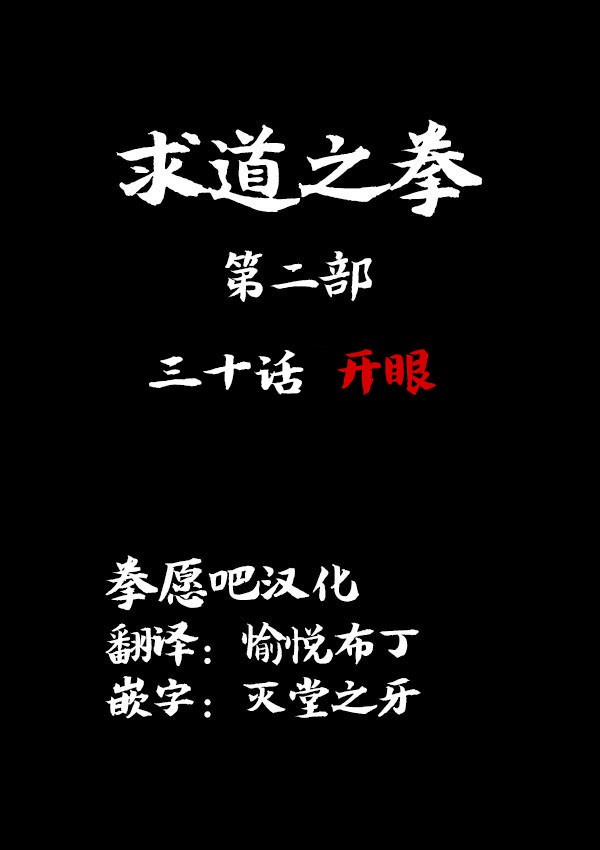 求道之拳
第二部
三十话 开眼
拳愿吧汉化
翻译：愉悦布丁
嵌字：灭堂之牙